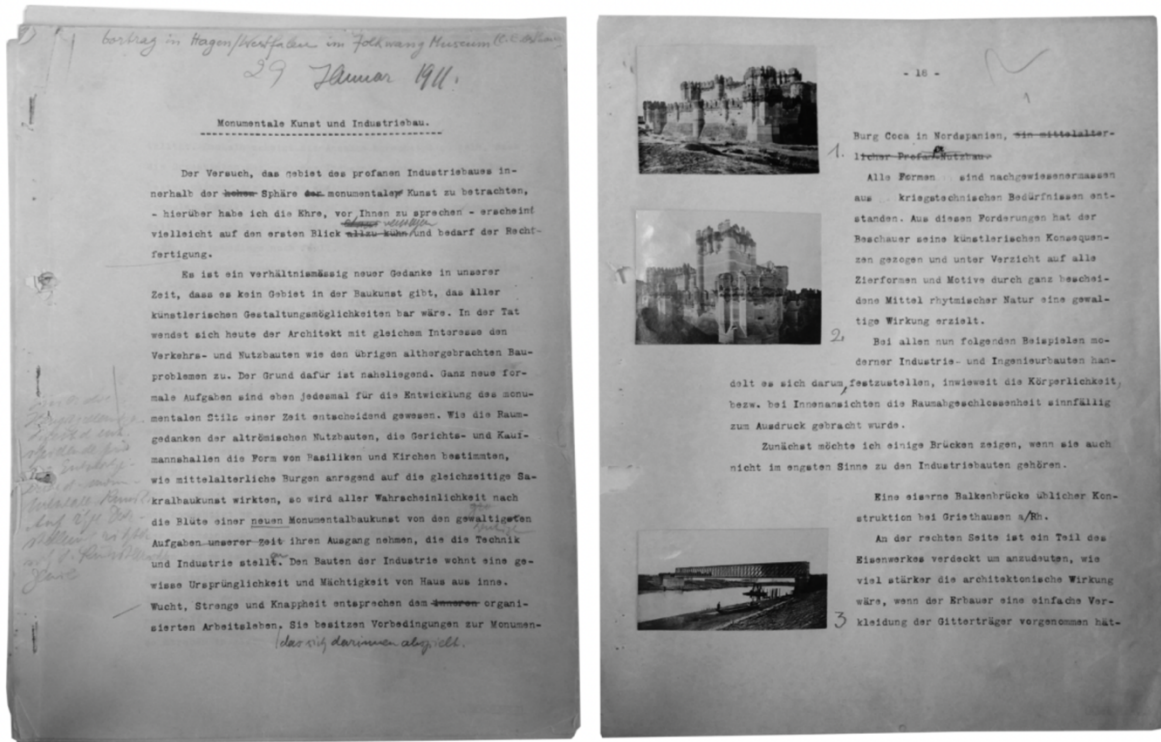 Vortrag in Hagen/Westfalen im Folkwang Museum
29 Januar 1911.
Monumentale Kunst und Industriebau.
Der Versuch, das gebiet des profanen Industriebaues in-
nerhalb der hohen Sphäre der monumentaler Kunst zu betrachten,
- hierüber habe ich die Ehre, vor Ihnen zu sprechen - erscheint
vielleicht auf den ersten Blick allzu kühn und bedarf der Recht-
fertigung.
Es ist ein verhältnismässig neuer Gedanke in unserer
Zeit, dass es kein Gebiet in der Baukunst gibt, das aller
künstlerischen Gestaltungsmöglichkeiten bar wäre. In der Tat
wendet sich heute der Architekt mit gleichem Interesse den
Verkehrs- und Nutzbauten wie den übrigen althergebrachten Bau-
problemen zu. Der Grund dafür ist naheliegend. Ganz neue for-
male Aufgaben sind eben jedesmal für die Entwicklung des monu-
mentalen Stils einer Zeit entscheidend gewesen. Wie die Raum-
gedanken der altrömischen Nutzbauten, die Gerichts- und Kauf-
mannshallen die Form von Basiliken und Kirchen bestimmten,
wie mittelalterliche Burgen anregend auf die gleichzeitige Sa-
kralbaukunst wirkten, so wird aller Wahrscheinlichkeit nach
die Blüte einer neuen Monumentalbaukunst von den gewaltigsten
Aufgaben unserer Zeit ihren Ausgang nehmen, die die Technik
und Industrie stellt. Den Bauten der Industrie wohnt eine ge-
wisse Ursprünglichkeit und Mächtigkeit von Haus aus inne.
Wucht, Strenge und Knappheit entsprechen dem inneren organi-
sierten Arbeitsleben, Sie besitzen Vorbedingungen zur Monumen-
das sich darinnen abspielt.
- 16 -
Burg Coca in Nordspanien, ein mittelalter-
licher Profan-Nutzbau.
1.
Alle Formen sind nachgewiesenermassen
aus kriegstechnischen Bedürfnissen ent-
standen. Aus diesen Forderungen hat der
Beschauer seine künstlerischen Konsequen-
zen gezogen und unter Verzicht auf alle
Zierformen und Motive durch ganz beschei-
dene Mittel rhytmischer Natur eine gewal-
tige Wirkung erzielt.
2.
Bei allen nun folgenden Beispielen mo-
derner Industrie- und Ingenieurbauten han-
delt es sich darum, festzustellen, inwieweit die Körperlichkeit,
bezw. bei Innenansichten die Raumabgeschlossenheit sinnfällig
zum Ausdruck gebracht wurde.
Zunächst möchte ich einige Brücken zeigen, wenn sie auch
nicht im engsten Sinne zu den Industriebauten gehören.
Eine eiserne Balkenbrücke üblicher Kon-
struktion bei Griethausen a/Rh.
An der rechten Seite ist ein Teil des
Eisenwerkes verdeckt um anzudeuten, wie
viel stärker die architektonische Wirkung
wäre, wenn der Erbauer eine einfache Ver-
3
kleidung der Gitterträger vorgenommen hät-